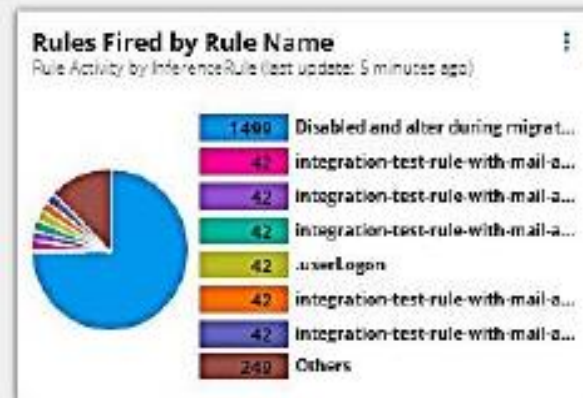 Rules Fired by Rule Name
Rule Activity by InferenceRule (last update: 5 minutes ago)
1499 Disabled and alter during migrat...
42 integration-test-rule-with-mail-a...
42 integration-test-rule-with-mail-a...
42 integration-test-rule-with-mail-a...
42 .userLogon
42 integration-test-rule-with-mail-a...
42 integration-test-rule-with-mail-a...
249 Others